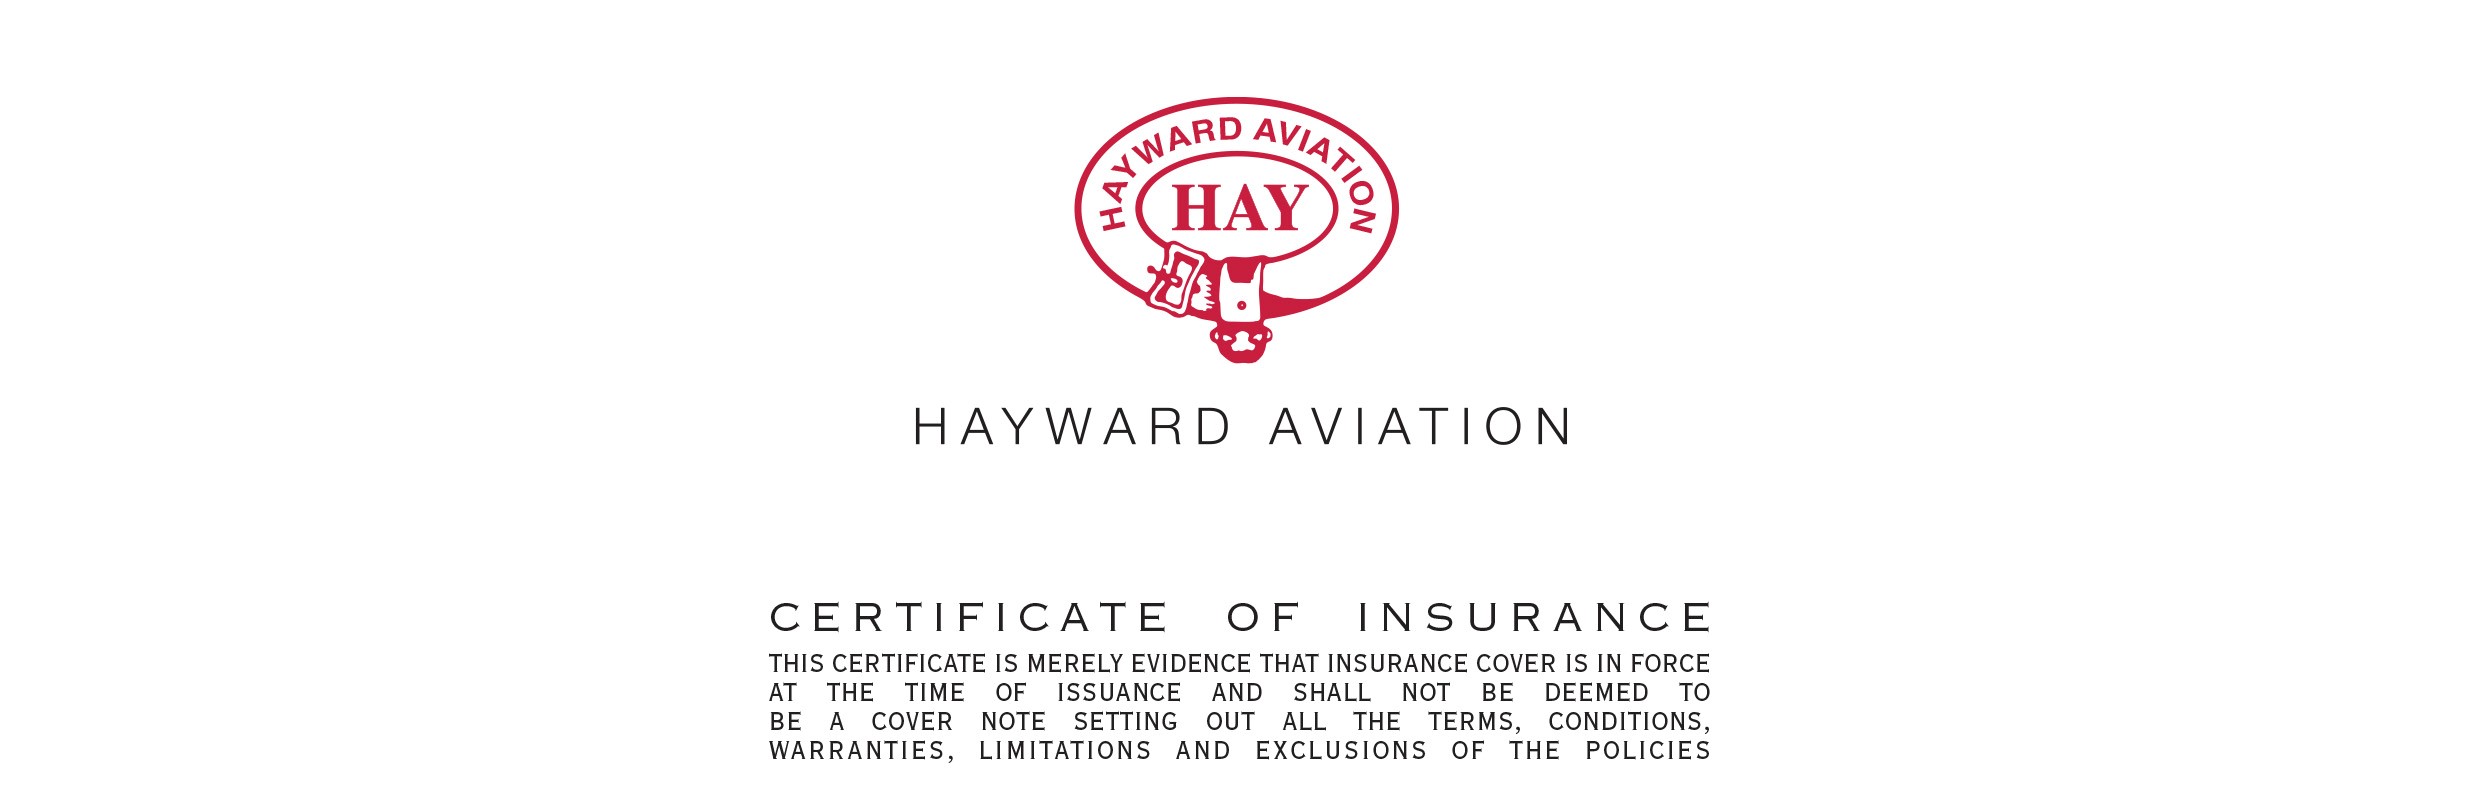 HAYWARD AVIATION
HAY
HAYWARD AVIATION
CERTIFICATE OF INSURANCE
THIS CERTIFICATE IS MERELY EVIDENCE THAT INSURANCE COVER IS IN FORCE
AT THE TIME OF ISSUANCE AND SHALL NOT BE DEEMED TO
BE A COVER NOTE SETTING OUT ALL THE TERMS, CONDITIONS,
WARRANTIES, LIMITATIONS AND EXCLUSIONS OF THE POLICIES